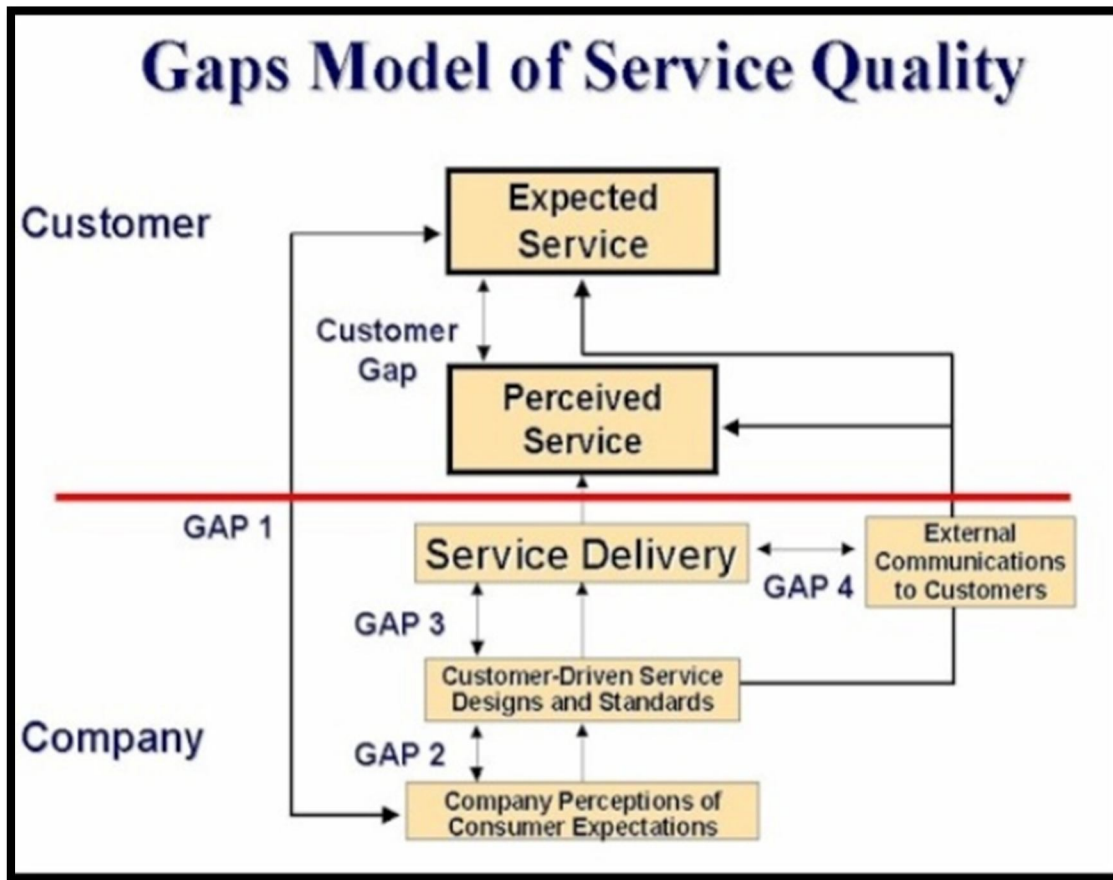 Gaps Model of Service Quality
Customer
Expected
Service
Customer
Gap
Perceived
Service
GAP 1
Service Delivery
GAP 4
External
Communications
to Customers
GAP 3
Customer-Driven Service
Designs and Standards
Company
GAP 2
Company Perceptions of
Consumer Expectations